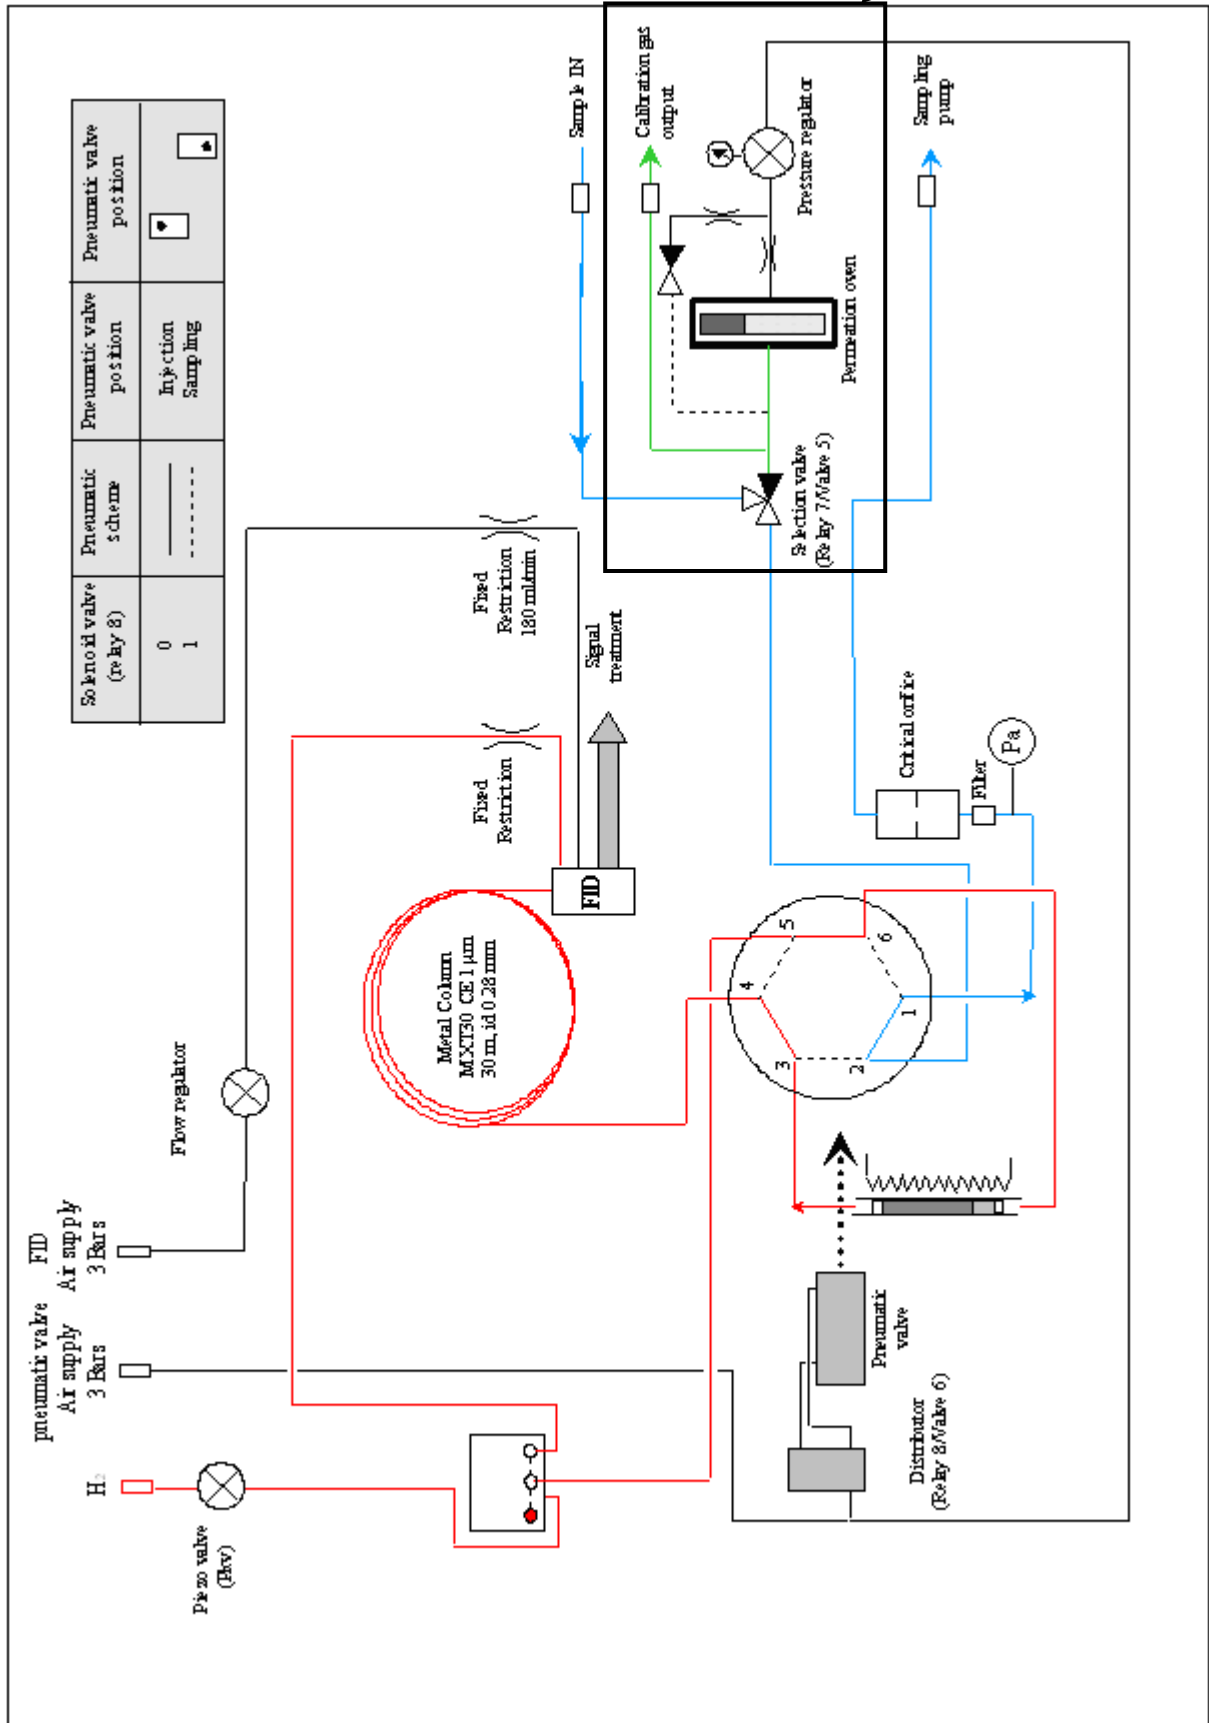 H₂
pneumatic valve
Air supply
3 Bars
FID
Air supply
3 Bars
Piezo valve
(Pkv)
Flow regulator
Solenoid valve
(relay 8)
Pneumatic
scheme
Pneumatic valve
position
Pneumatic valve
position
0
1
Injection
Sampling
Metal Column
MXT30 CE 1 µm
30 m, id 0.28 mm
Fixed
Restriction
Fixed
Restriction
180 ml/min
FID
Signal
treatment
Sample IN
Calibration gas
output
Pressure regulator
Permeation oven
Selection valve
(Relay 7/Valve 5)
Sampling
pump
Critical orifice
Filter
Pa
1
2
3
4
5
6
Pneumatic
valve
Distributor
(Relay 8/Valve 6)